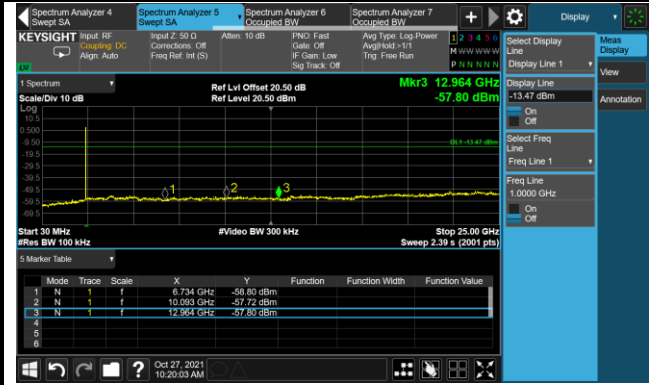 Spectrum Analyzer 4
Swept SA
Spectrum Analyzer 5
Swept SA
Spectrum Analyzer 6
Occupied BW
Spectrum Analyzer 7
Occupied BW
Display
KEYSIGHT
Input: RF
Coupling: DC
Align: Auto
Input Z: 50 Ω
Corrections: Off
Freq Ref: Int (S)
Atten: 10 dB
PNO: Fast
Gate: Off
IF Gain: Low
Sig Track: Off
Avg Type: Log-Power
Avg|Hold:>1/1
Trig: Free Run
1 2 3 4 5 6
M W W W W W
P N N N N N
1 Spectrum
Scale/Div 10 dB
Ref Lvl Offset 20.50 dB
Ref Level 20.50 dBm
Mkr3 12.964 GHz
-57.80 dBm
Log
10.5
0.500
-9.50
-19.5
-29.5
-39.5
-49.5
-59.5
-69.5
DL1 -13.47 dBm
1
2
3
Start 30 MHz
#Res BW 100 kHz
#Video BW 300 kHz
Stop 25.00 GHz
Sweep 2.39 s (2001 pts)
5 Marker Table
Mode Trace Scale X Y Function Function Width Function Value
1 N 1 f 6.734 GHz -58.80 dBm
2 N 1 f 10.093 GHz -57.72 dBm
3 N 1 f 12.964 GHz -57.80 dBm
4
5
6
Oct 27, 2021
10:20:03 AM
Select Display
Line
Display Line 1
Display Line
-13.47 dBm
On
Off
Select Freq
Line
Freq Line 1
Freq Line
1.0000 GHz
On
Off
Meas
Display
View
Annotation